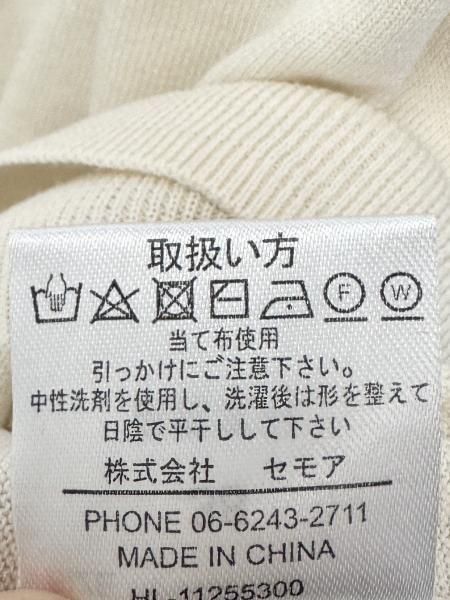 取扱い方
F W
当て布使用
引っかけにご注意下さい。
中性洗剤を使用し、洗濯後は形を整えて
日陰で平干しして下さい
株式会社 セモア
PHONE 06-6243-2711
MADE IN CHINA
HL-11255300